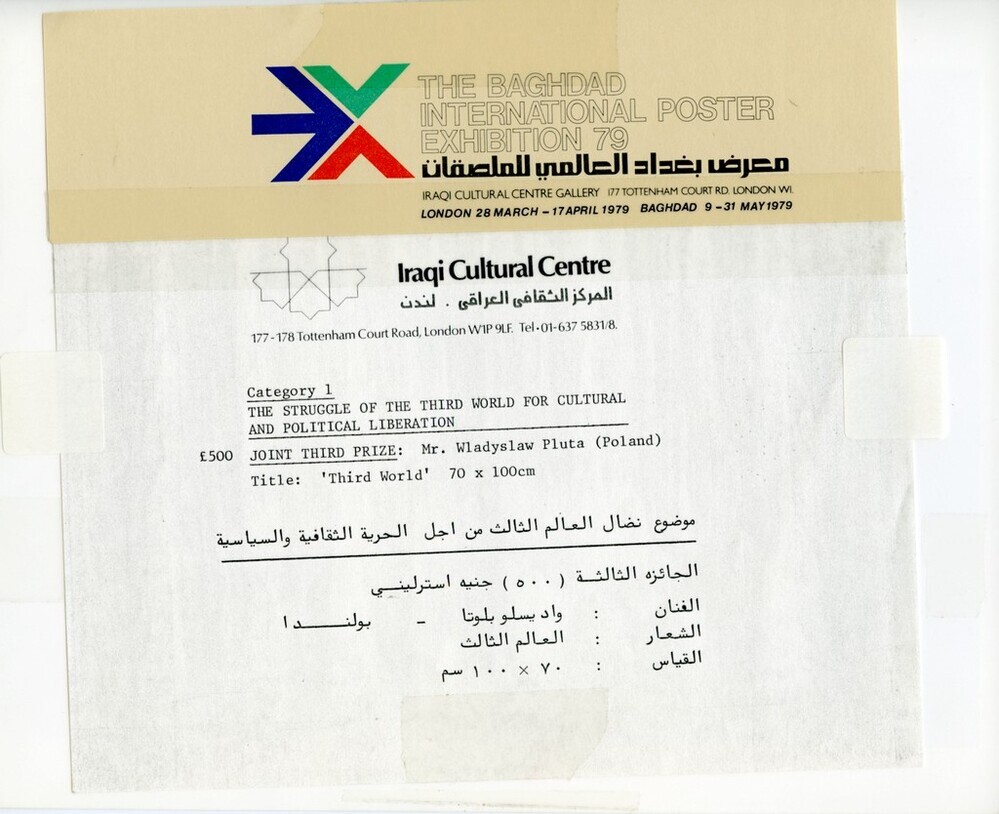 THE BAGHDAD
INTERNATIONAL POSTER
EXHIBITION 79
معرض بغداد العالمي للملصقات
IRAQI CULTURAL CENTRE GALLERY 177 TOTTENHAM COURT RD. LONDON WI.
LONDON 28 MARCH – 17 APRIL 1979 BAGHDAD 9 – 31 MAY 1979
Iraqi Cultural Centre
المركز الثقافي العراقي . لندن
177-178 Tottenham Court Road, London W1P 9LF. Tel·01-637 5831/8.
Category 1
THE STRUGGLE OF THE THIRD WORLD FOR CULTURAL
AND POLITICAL LIBERATION
£500 JOINT THIRD PRIZE: Mr. Wladyslaw Pluta (Poland)
Title: 'Third World' 70 x 100cm
موضوع نضال العالم الثالث من اجل الحرية الثقافية والسياسية
الجائزه الثالثة (٥٠٠) جنيه استرليني
الفنان : واديسلو بلوتا - بولندا
الشعار : العالم الثالث
القياس : ٧٠ × ١٠٠ سم